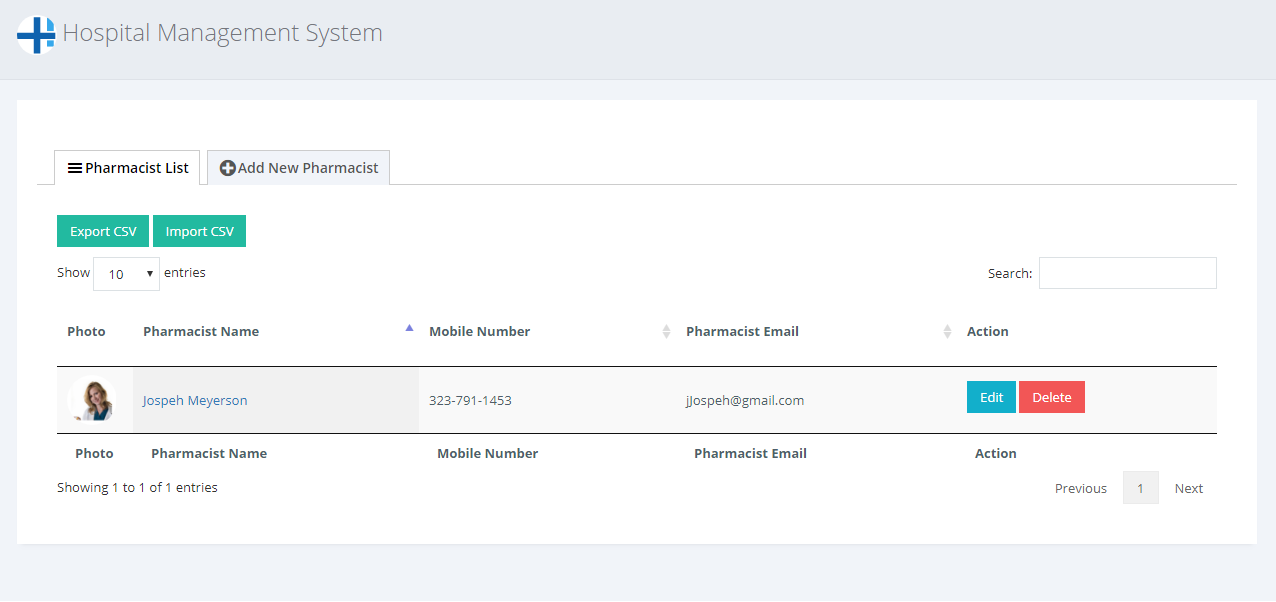 Hospital Management System
Pharmacist List Add New Pharmacist
Export CSV Import CSV
Show 10 entries Search:
Photo Pharmacist Name Mobile Number Pharmacist Email Action
Jospeh Meyerson 323-791-1453 jJospeh@gmail.com Edit Delete
Photo Pharmacist Name Mobile Number Pharmacist Email Action
Showing 1 to 1 of 1 entries Previous 1 Next